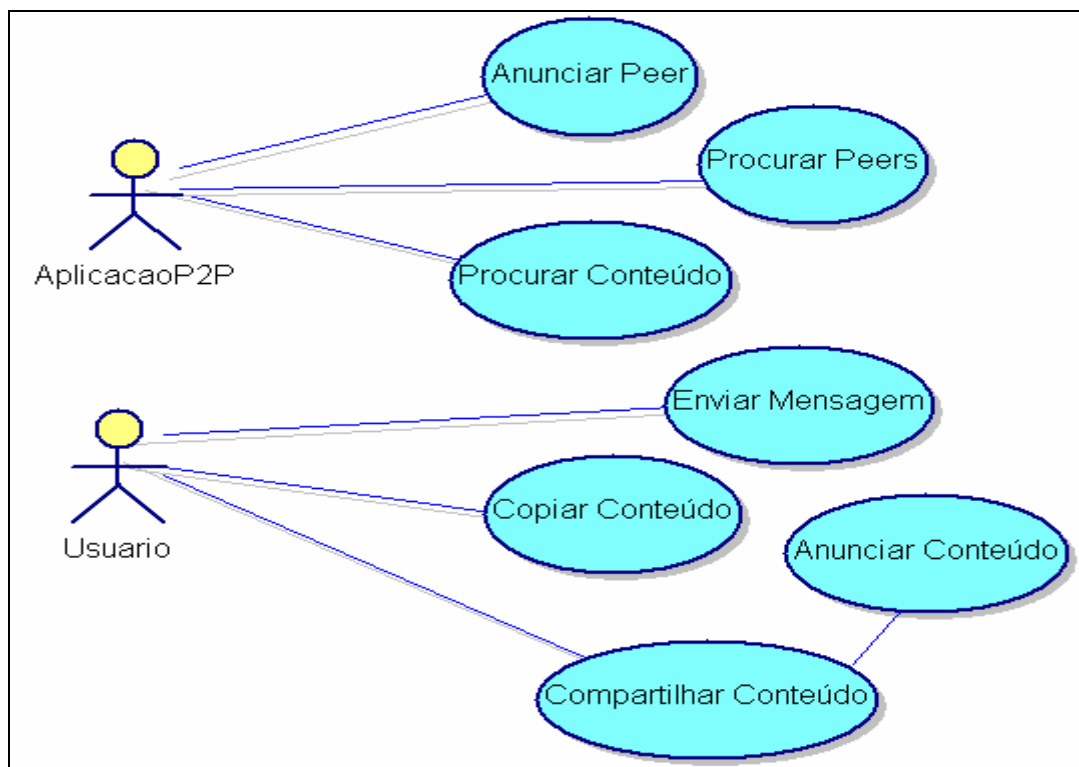 Anunciar Peer
Procurar Peers
AplicacaoP2P
Procurar Conteúdo
Enviar Mensagem
Copiar Conteúdo
Usuario
Anunciar Conteúdo
Compartilhar Conteúdo